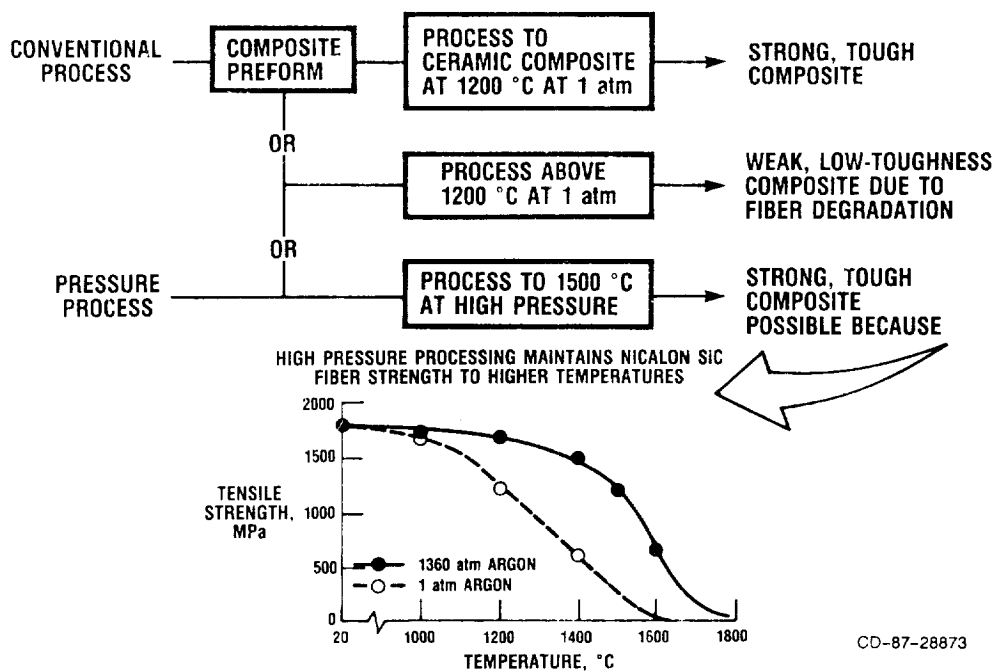 CONVENTIONAL
PROCESS
COMPOSITE
PREFORM
PROCESS TO
CERAMIC COMPOSITE
AT 1200 °C AT 1 atm
STRONG, TOUGH
COMPOSITE
OR
PROCESS ABOVE
1200 °C AT 1 atm
WEAK, LOW-TOUGHNESS
COMPOSITE DUE TO
FIBER DEGRADATION
OR
PRESSURE
PROCESS
PROCESS TO 1500 °C
AT HIGH PRESSURE
STRONG, TOUGH
COMPOSITE
POSSIBLE BECAUSE
HIGH PRESSURE PROCESSING MAINTAINS NICALON SiC
FIBER STRENGTH TO HIGHER TEMPERATURES
2000
1500
1000
500
0
TENSILE
STRENGTH,
MPa
1360 atm ARGON
1 atm ARGON
20 1000 1200 1400 1600 1800
TEMPERATURE, °C
CD-87-28873